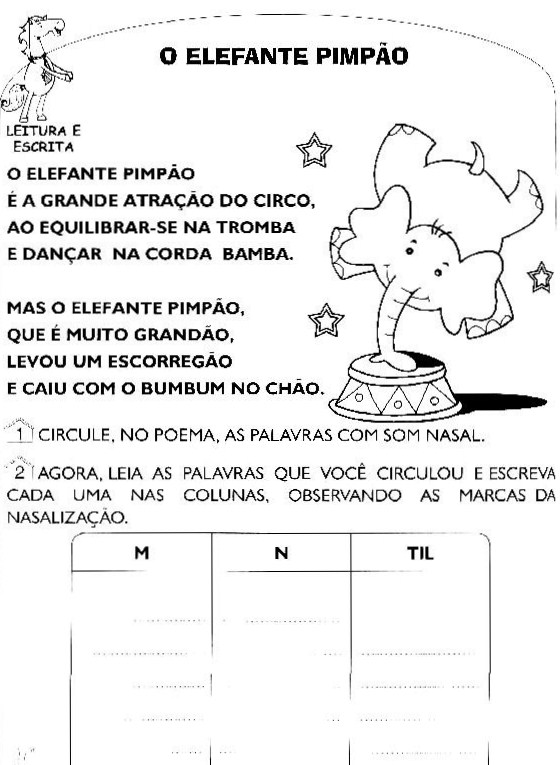 O ELEFANTE PIMPÃO
LEITURA E
ESCRITA
O ELEFANTE PIMPÃO
É A GRANDE ATRAÇÃO DO CIRCO,
AO EQUILIBRAR-SE NA TROMBA
E DANÇAR NA CORDA BAMBA.
MAS O ELEFANTE PIMPÃO,
QUE É MUITO GRANDÃO,
LEVOU UM ESCORREGÃO
E CAIU COM O BUMBUM NO CHÃO.
1 CIRCULE, NO POEMA, AS PALAVRAS COM SOM NASAL.
2 AGORA, LEIA AS PALAVRAS QUE VOCÊ CIRCULOU E ESCREVA
CADA UMA NAS COLUNAS, OBSERVANDO AS MARCAS DA
NASALIZAÇÃO.
M N TIL